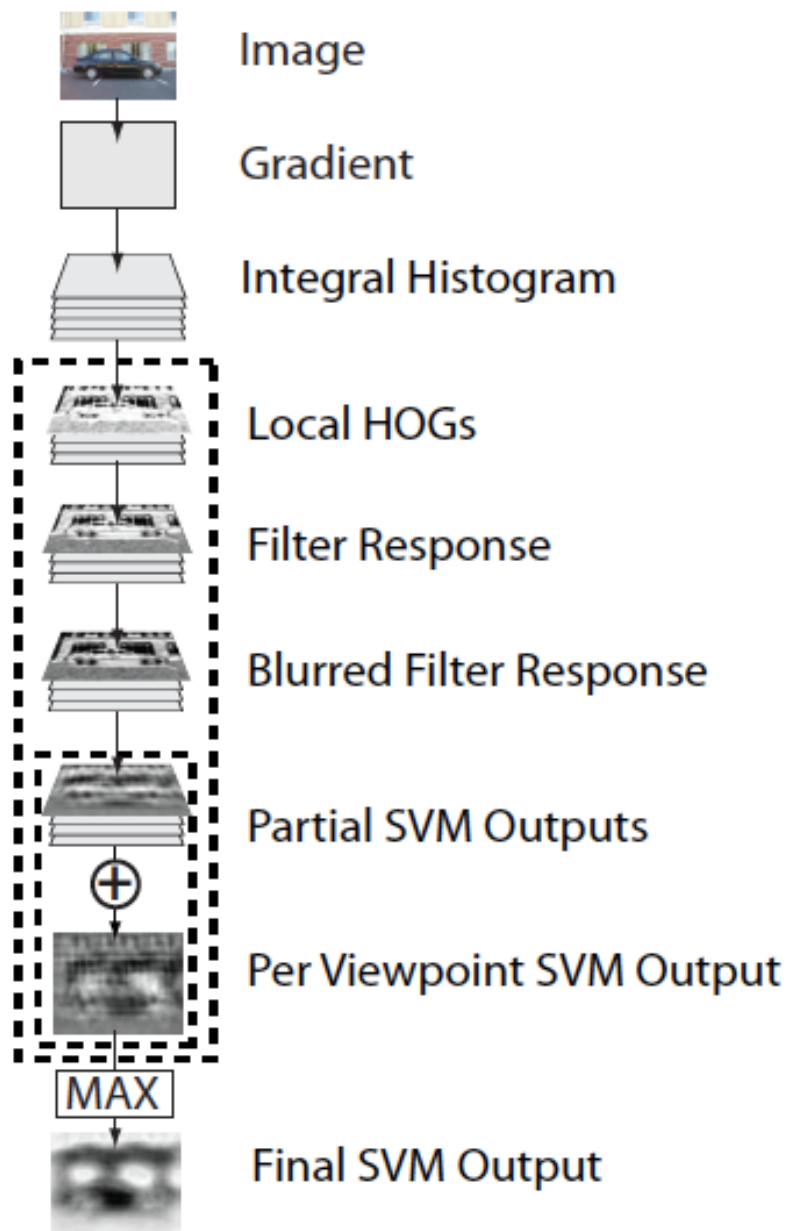 Image
Gradient
Integral Histogram
Local HOGs
Filter Response
Blurred Filter Response
Partial SVM Outputs
Per Viewpoint SVM Output
MAX
Final SVM Output